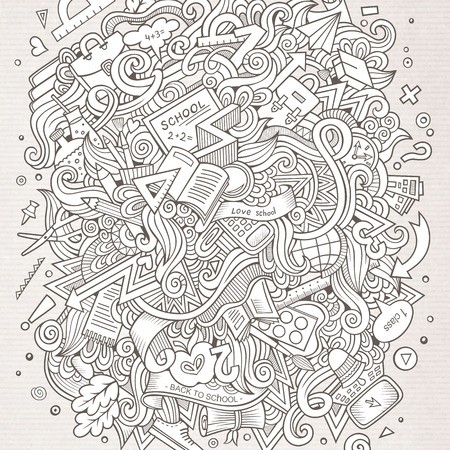 4+3=
SCHOOL
2+2=
Love school
1 class
BACK TO SCHOOL